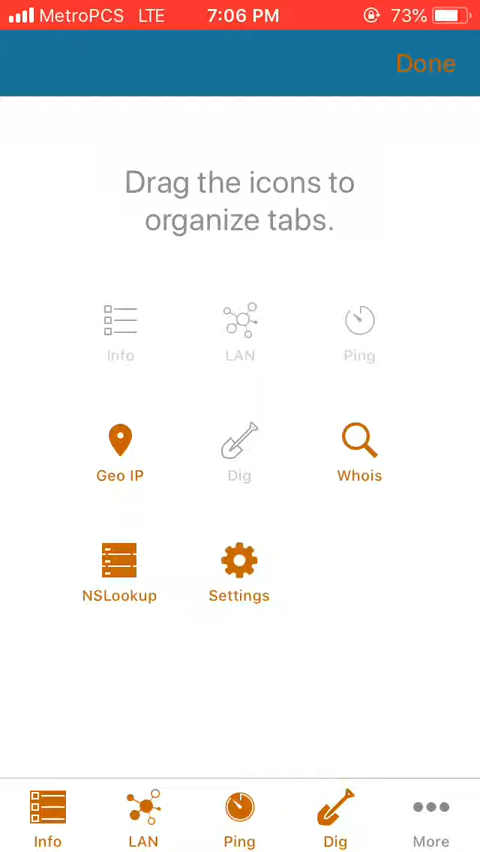 MetroPCS LTE 7:06 PM 73%
Done
Drag the icons to
organize tabs.
Info LAN Ping
Geo IP Dig Whois
NSLookup Settings
Info LAN Ping Dig More